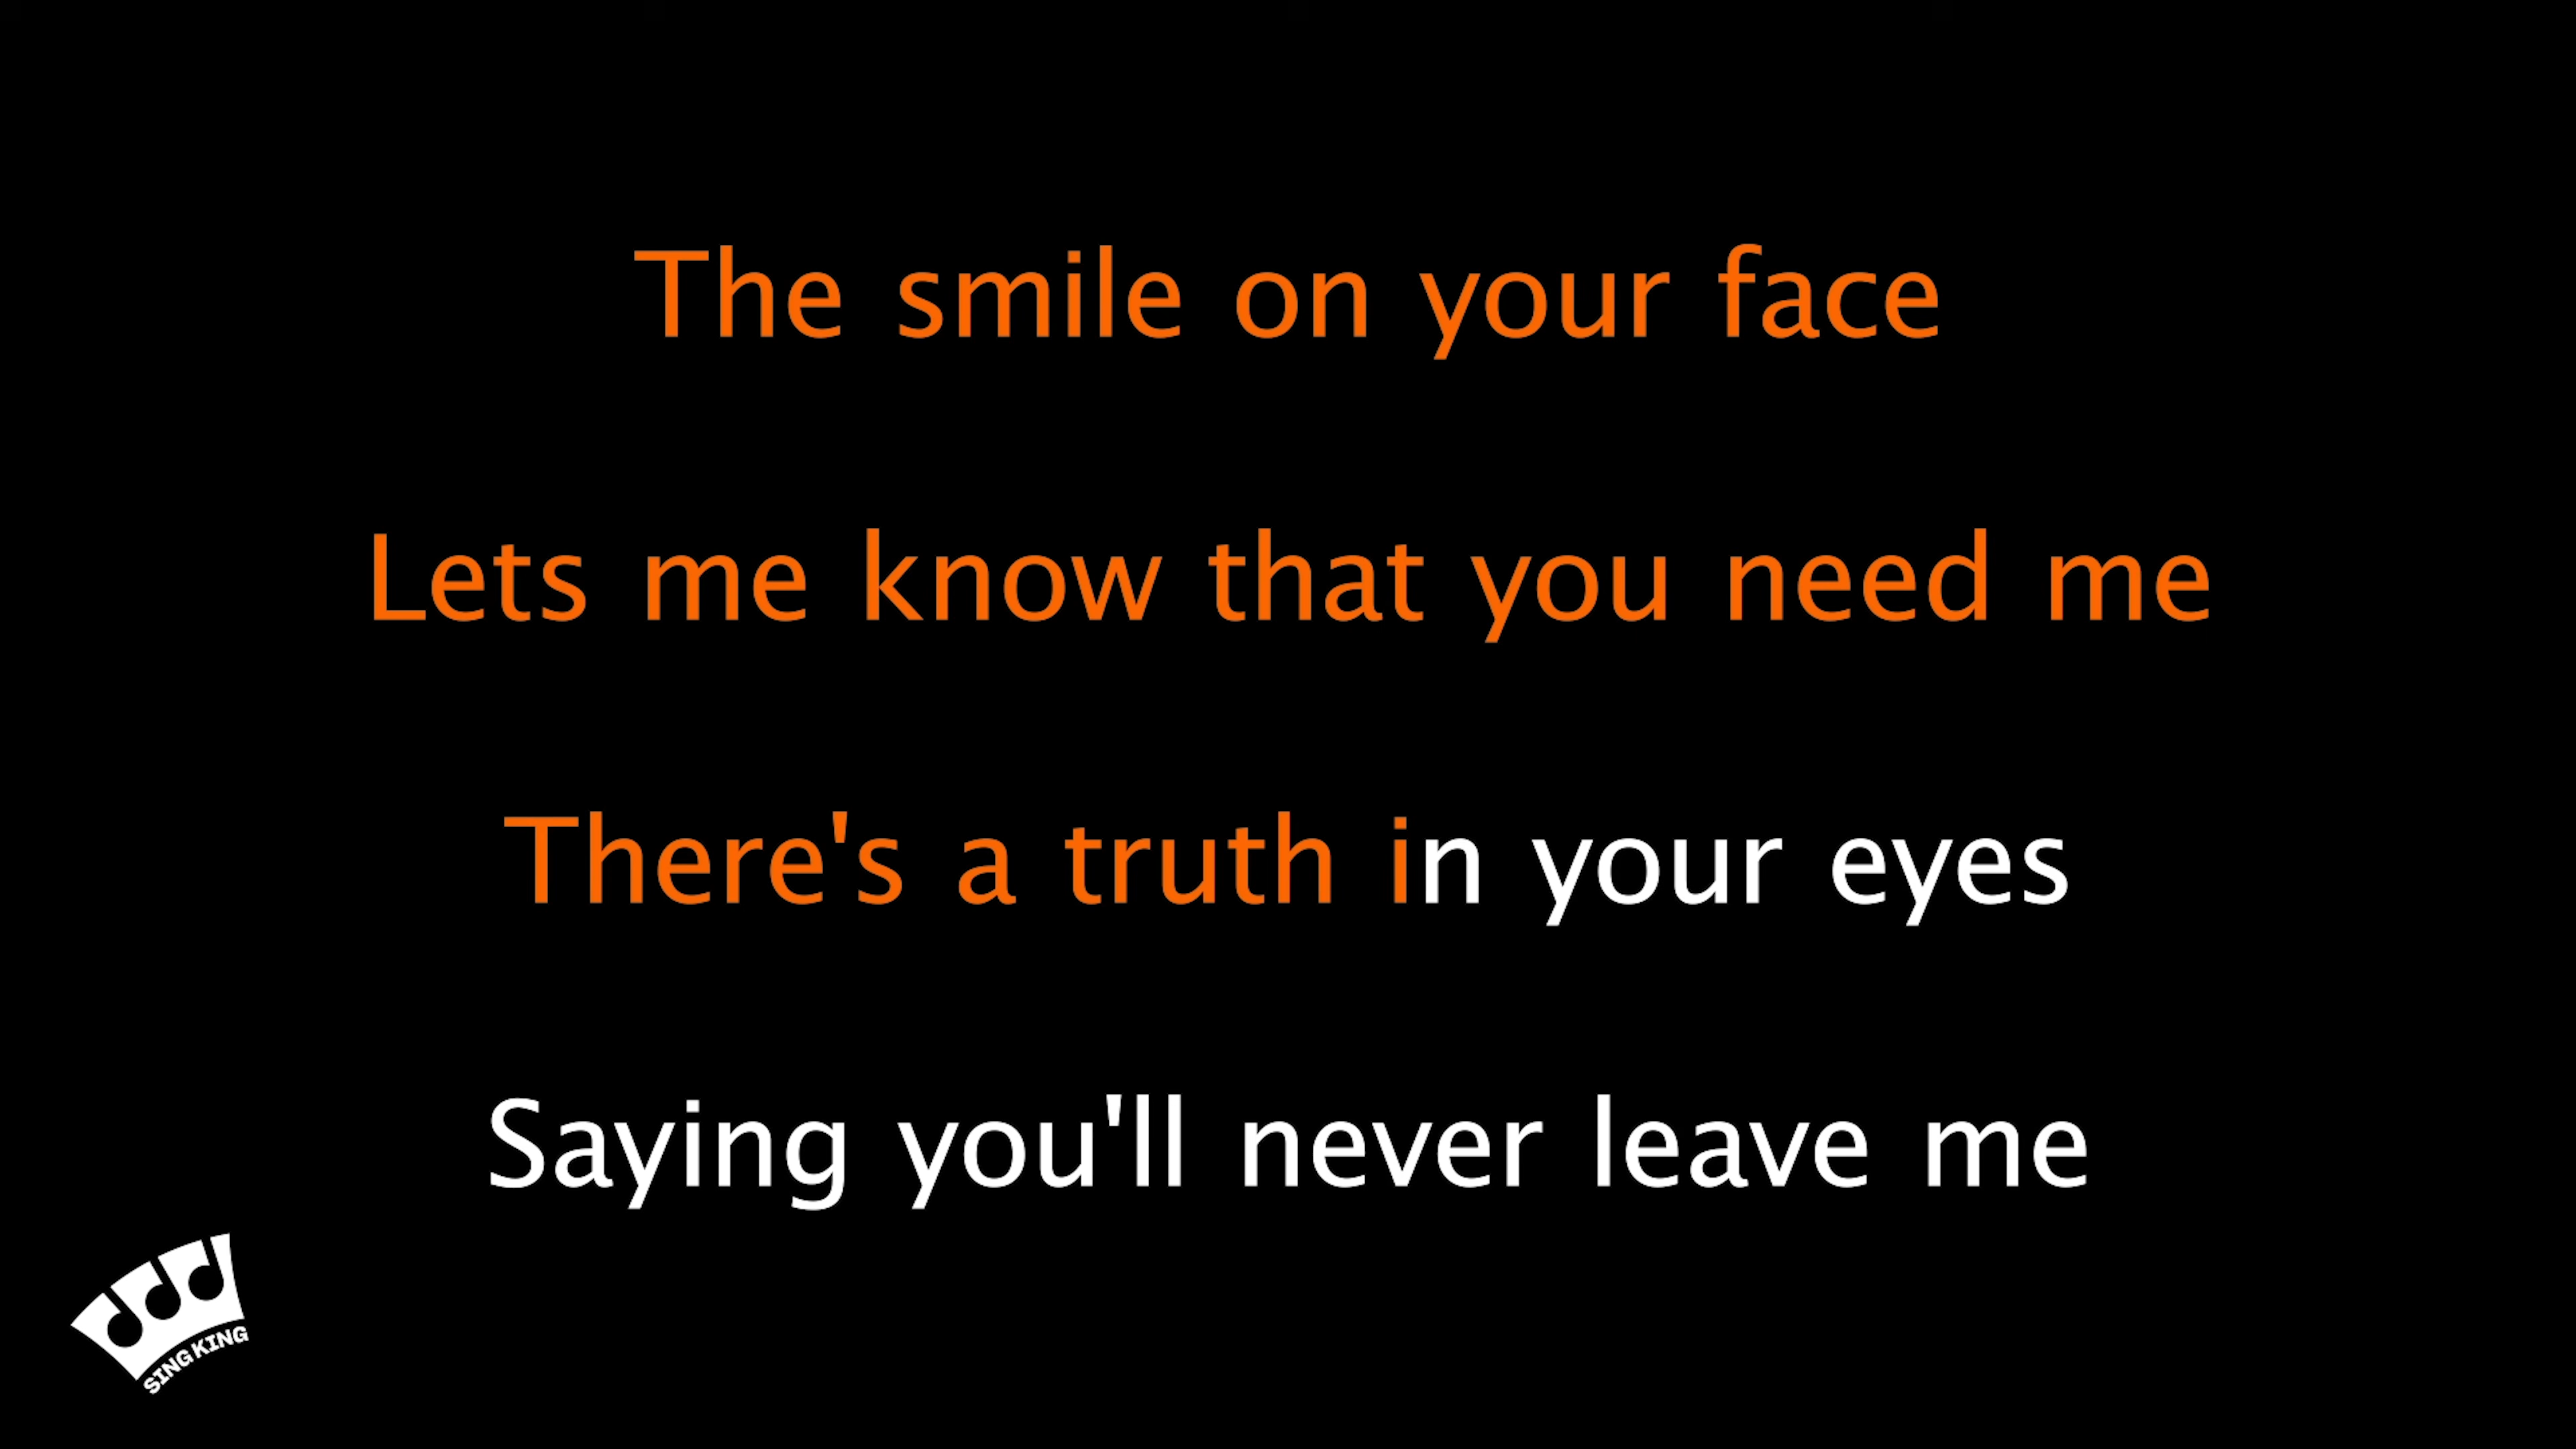 The smile on your face
Lets me know that you need me
There's a truth in your eyes
Saying you'll never leave me
SING KING